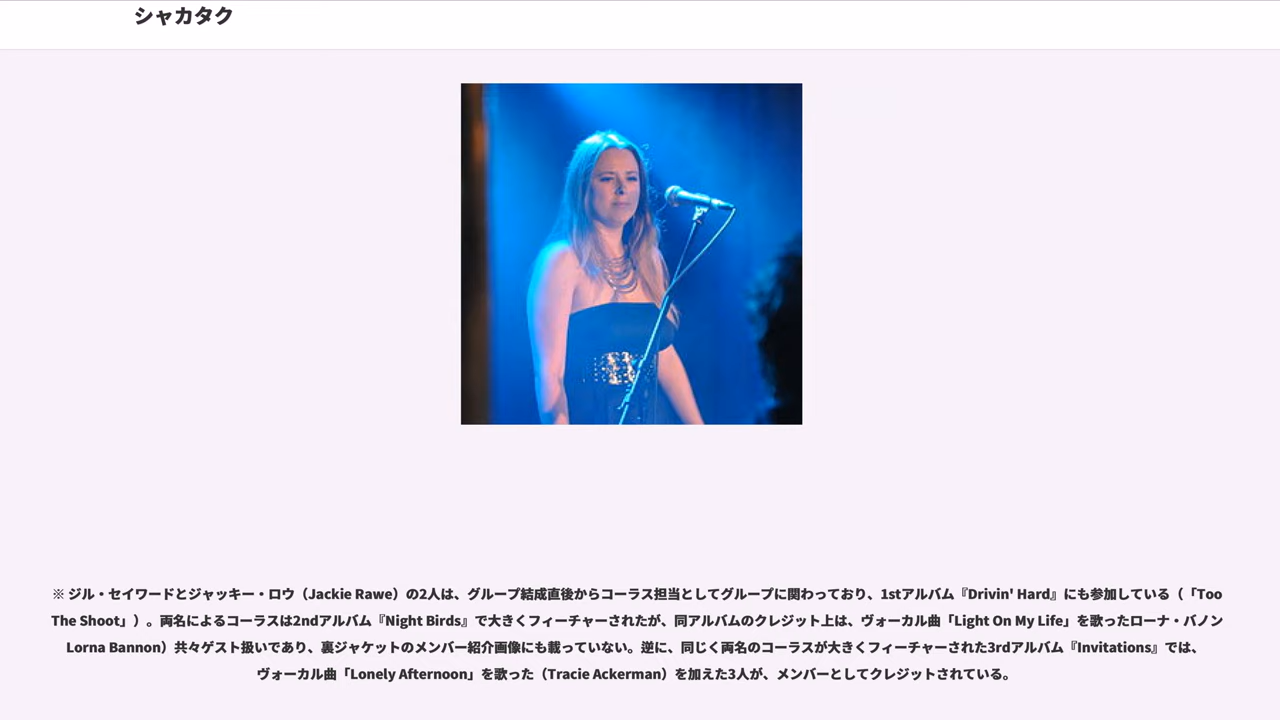 シャカタク
※ ジル・セイワードとジャッキー・ロウ（Jackie Rawe）の2人は、グループ結成直後からコーラス担当としてグループに関わっており、1stアルバム『Drivin' Hard』にも参加している（「Too
The Shoot」）。両名によるコーラスは2ndアルバム『Night Birds』で大きくフィーチャーされたが、同アルバムのクレジット上は、ヴォーカル曲「Light On My Life」を歌ったローナ・バノン
Lorna Bannon）共々ゲスト扱いであり、裏ジャケットのメンバー紹介画像にも載っていない。逆に、同じく両名のコーラスが大きくフィーチャーされた3rdアルバム『Invitations』では、
ヴォーカル曲「Lonely Afternoon」を歌った（Tracie Ackerman）を加えた3人が、メンバーとしてクレジットされている。